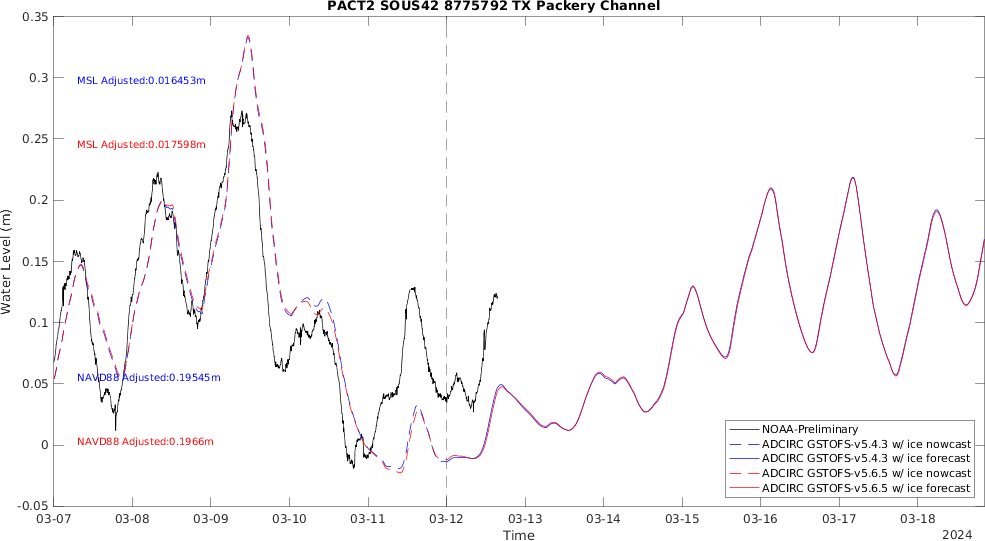 PACT2 SOUS42 8775792 TX Packery Channel
0.35
0.3
0.25
0.2
0.15
0.1
0.05
0
-0.05
Water Level (m)
MSL Adjusted:0.016453m
MSL Adjusted:0.017598m
NAVD88 Adjusted:0.19545m
NAVD88 Adjusted:0.1966m
NOAA-Preliminary
ADCIRC GSTOFS-v5.4.3 w/ ice nowcast
ADCIRC GSTOFS-v5.4.3 w/ ice forecast
ADCIRC GSTOFS-v5.6.5 w/ ice nowcast
ADCIRC GSTOFS-v5.6.5 w/ ice forecast
03-07 03-08 03-09 03-10 03-11 03-12 03-13 03-14 03-15 03-16 03-17 03-18
Time
2024